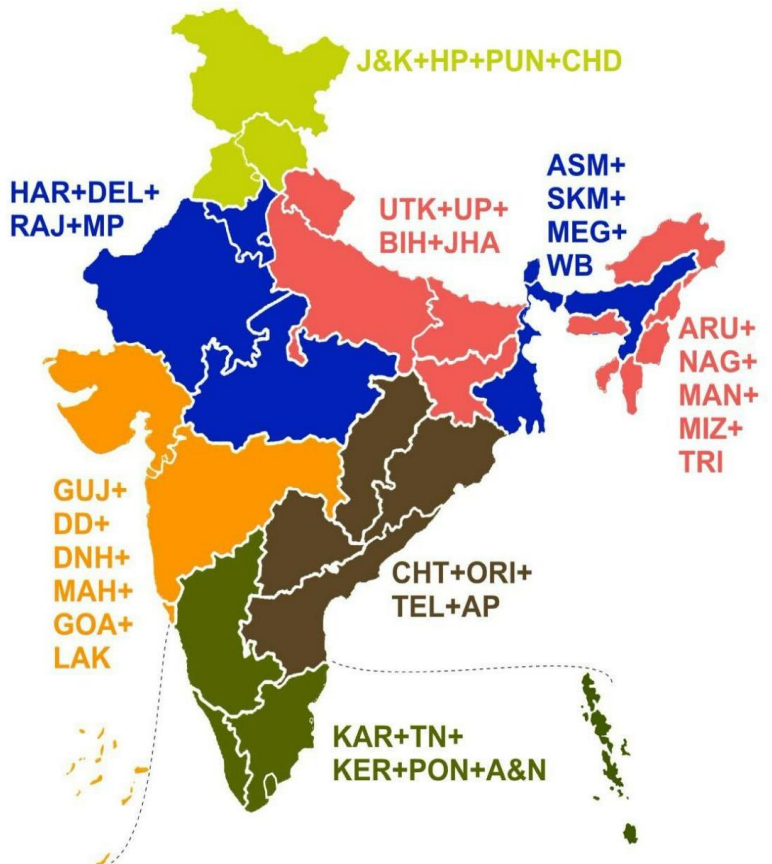 J&K+HP+PUN+CHD
HAR+DEL+
RAJ+MP
UTK+UP+
BIH+JHA
ASM+
SKM+
MEG+
WB
ARU+
NAG+
MAN+
MIZ+
TRI
GUJ+
DD+
DNH+
MAH+
GOA+
LAK
CHT+ORI+
TEL+AP
KAR+TN+
KER+PON+A&N